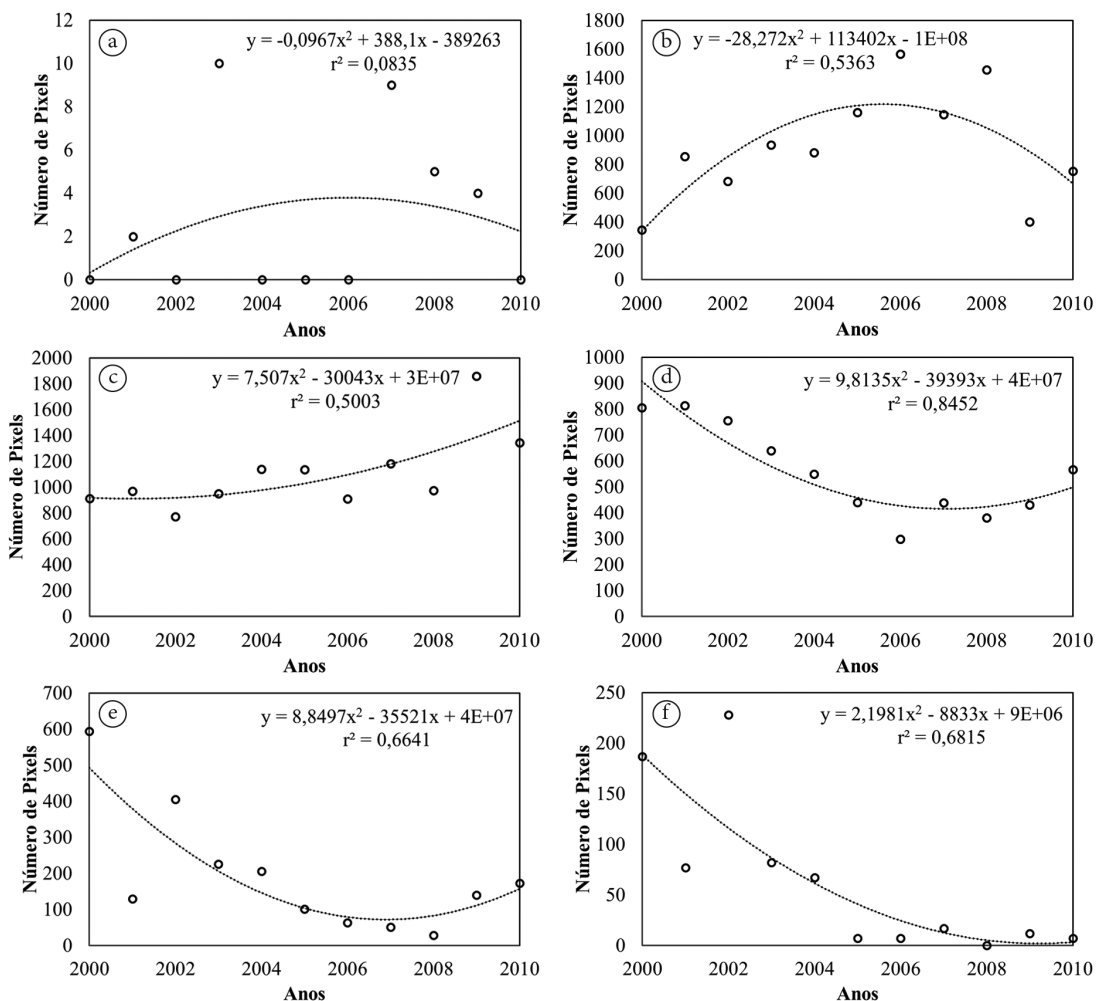 a
y = -0,0967x² + 388,1x - 389263
r² = 0,0835
Número de Pixels
12
10
8
6
4
2
0
2000 2002 2004 2006 2008 2010
Anos
b
y = -28,272x² + 113402x - 1E+08
r² = 0,5363
Número de Pixels
1800
1600
1400
1200
1000
800
600
400
200
0
2000 2002 2004 2006 2008 2010
Anos
c
y = 7,507x² - 30043x + 3E+07
r² = 0,5003
Número de Pixels
2000
1800
1600
1400
1200
1000
800
600
400
200
0
2000 2002 2004 2006 2008 2010
Anos
d
y = 9,8135x² - 39393x + 4E+07
r² = 0,8452
Número de Pixels
1000
900
800
700
600
500
400
300
200
100
0
2000 2002 2004 2006 2008 2010
Anos
e
y = 8,8497x² - 35521x + 4E+07
r² = 0,6641
Número de Pixels
700
600
500
400
300
200
100
0
2000 2002 2004 2006 2008 2010
Anos
f
y = 2,1981x² - 8833x + 9E+06
r² = 0,6815
Número de Pixels
250
200
150
100
50
0
2000 2002 2004 2006 2008 2010
Anos